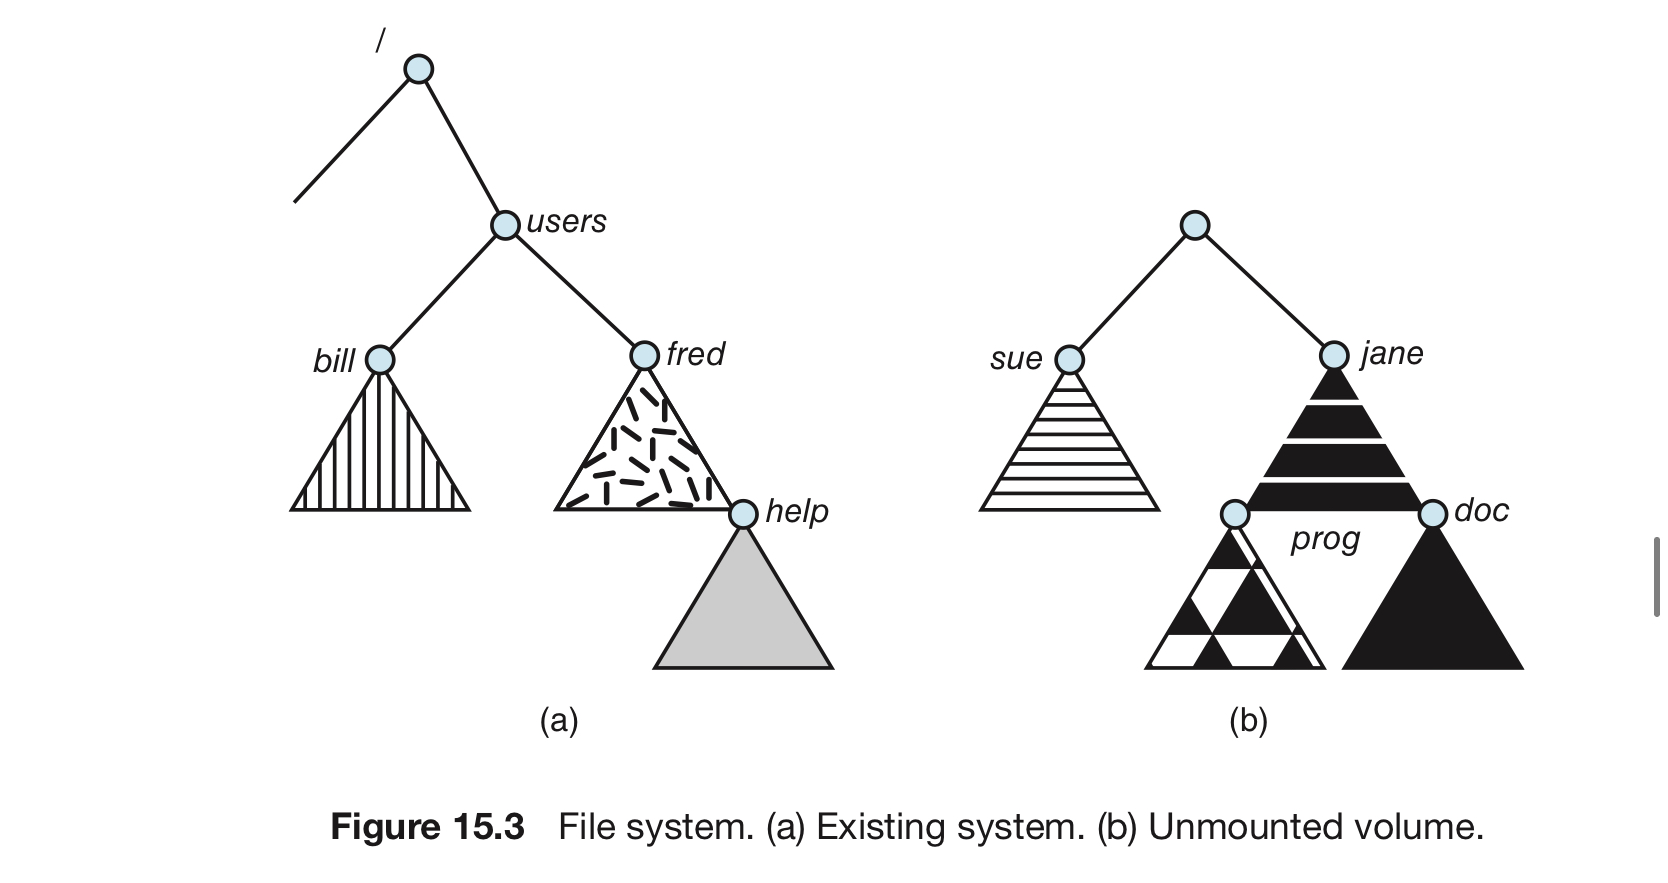 /
users
bill
fred
sue
jane
help
prog
doc
(a)
(b)
Figure 15.3 File system. (a) Existing system. (b) Unmounted volume.